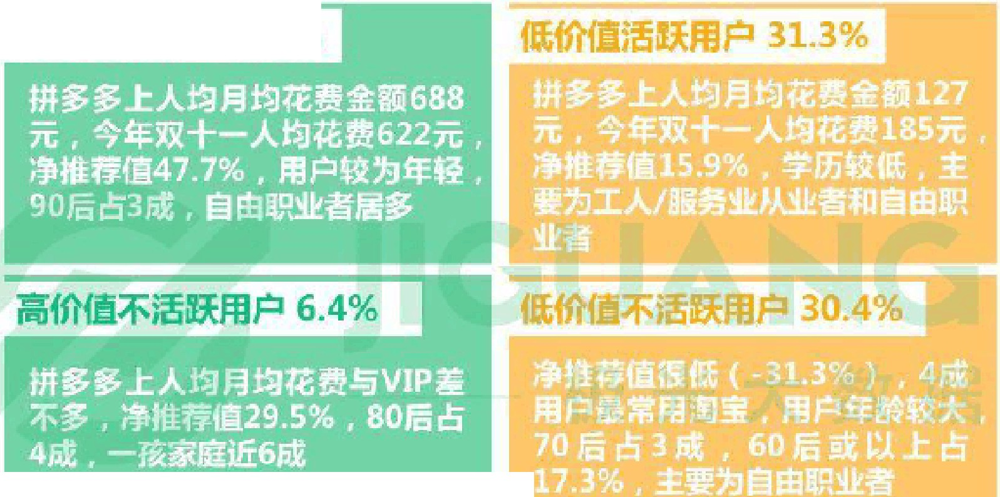 拼多多上人均月均花费金额688
元，今年双十一人均花费622元，
净推荐值47.7%，用户较为年轻，
90后占3成，自由职业者居多
低价值活跃用户 31.3%
拼多多上人均月均花费金额127
元，今年双十一人均花费185元，
净推荐值15.9%，学历较低，主
要为工人/服务业从业者和自由职
业者
高价值不活跃用户 6.4%
拼多多上人均月均花费与VIP差
不多，净推荐值29.5%，80后占
4成，一孩家庭近6成
低价值不活跃用户 30.4%
净推荐值很低（-31.3%），4成
用户最常用淘宝，用户年龄较大，
70后占3成，60后或以上占
17.3%，主要为自由职业者
JIGUANG